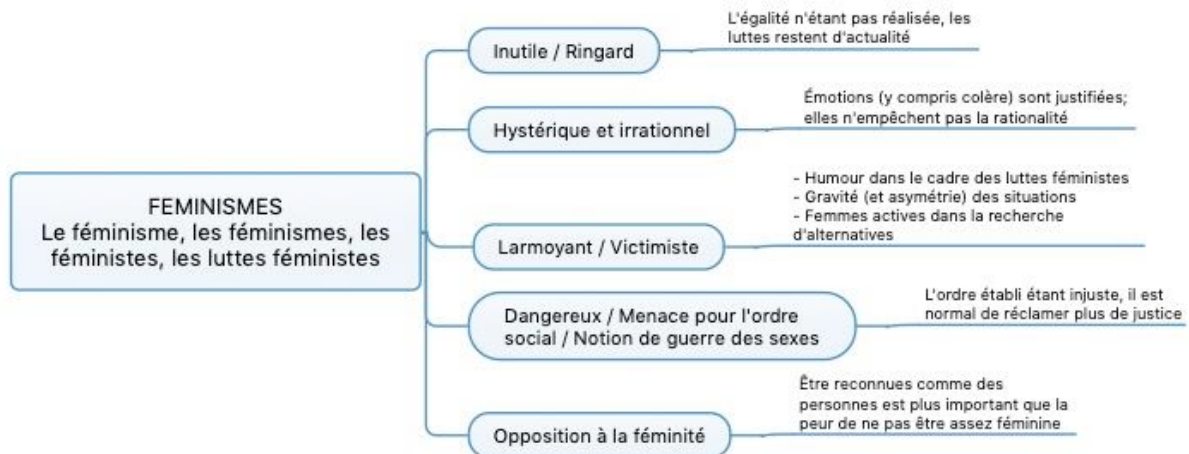 L'égalité n'étant pas réalisée, les
luttes restent d'actualité
Inutile / Ringard
Émotions (y compris colère) sont justifiées;
elles n'empêchent pas la rationalité
Hystérique et irrationnel
- Humour dans le cadre des luttes féministes
- Gravité (et asymétrie) des situations
- Femmes actives dans la recherche
d'alternatives
FEMINISMES
Le féminisme, les féminismes, les
féministes, les luttes féministes
Larmoyant / Victimiste
L'ordre établi étant injuste, il est
normal de réclamer plus de justice
Dangereux / Menace pour l'ordre
social / Notion de guerre des sexes
Être reconnues comme des
personnes est plus important que la
peur de ne pas être assez féminine
Opposition à la féminité